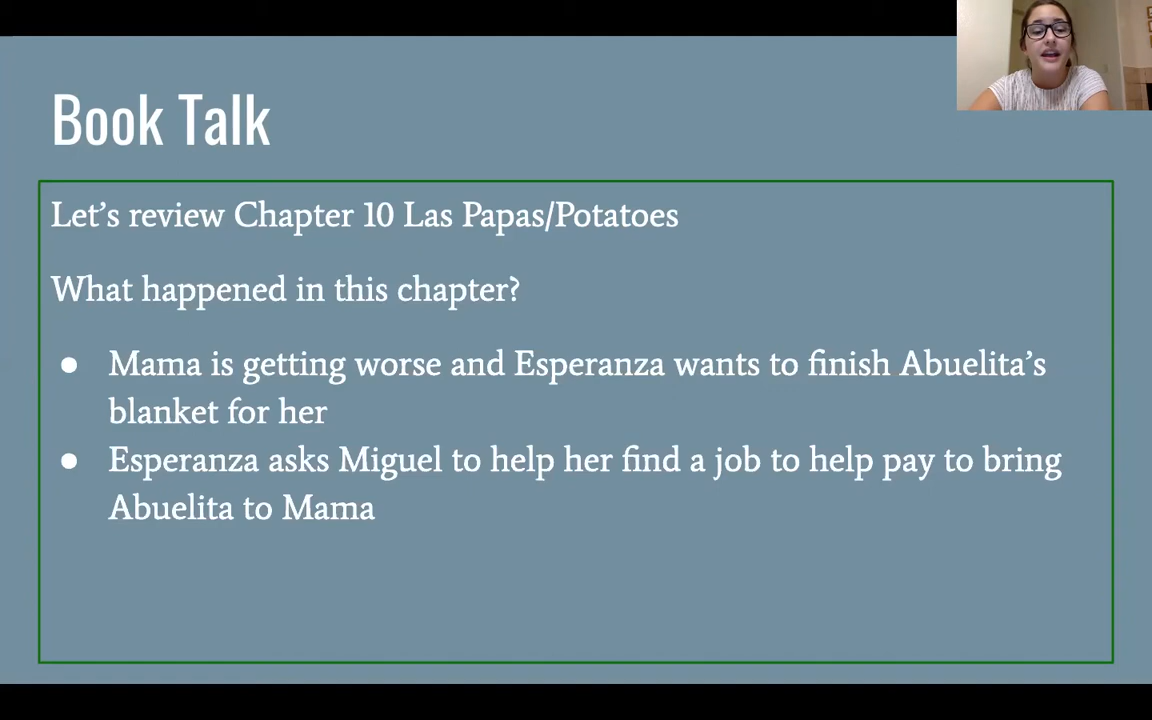 Book Talk
Let’s review Chapter 10 Las Papas/Potatoes
What happened in this chapter?
● Mama is getting worse and Esperanza wants to finish Abuelita’s
blanket for her
● Esperanza asks Miguel to help her find a job to help pay to bring
Abuelita to Mama